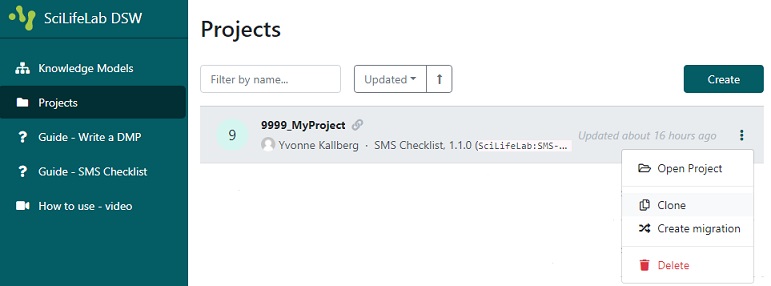 SciLifeLab DSW
Knowledge Models
Projects
Guide - Write a DMP
Guide - SMS Checklist
How to use - video
Projects
Filter by name...
Updated
Create
9
9999_MyProject
Yvonne Kallberg · SMS Checklist, 1.1.0 (SciLifeLab:SMS-...
Updated about 16 hours ago
Open Project
Clone
Create migration
Delete